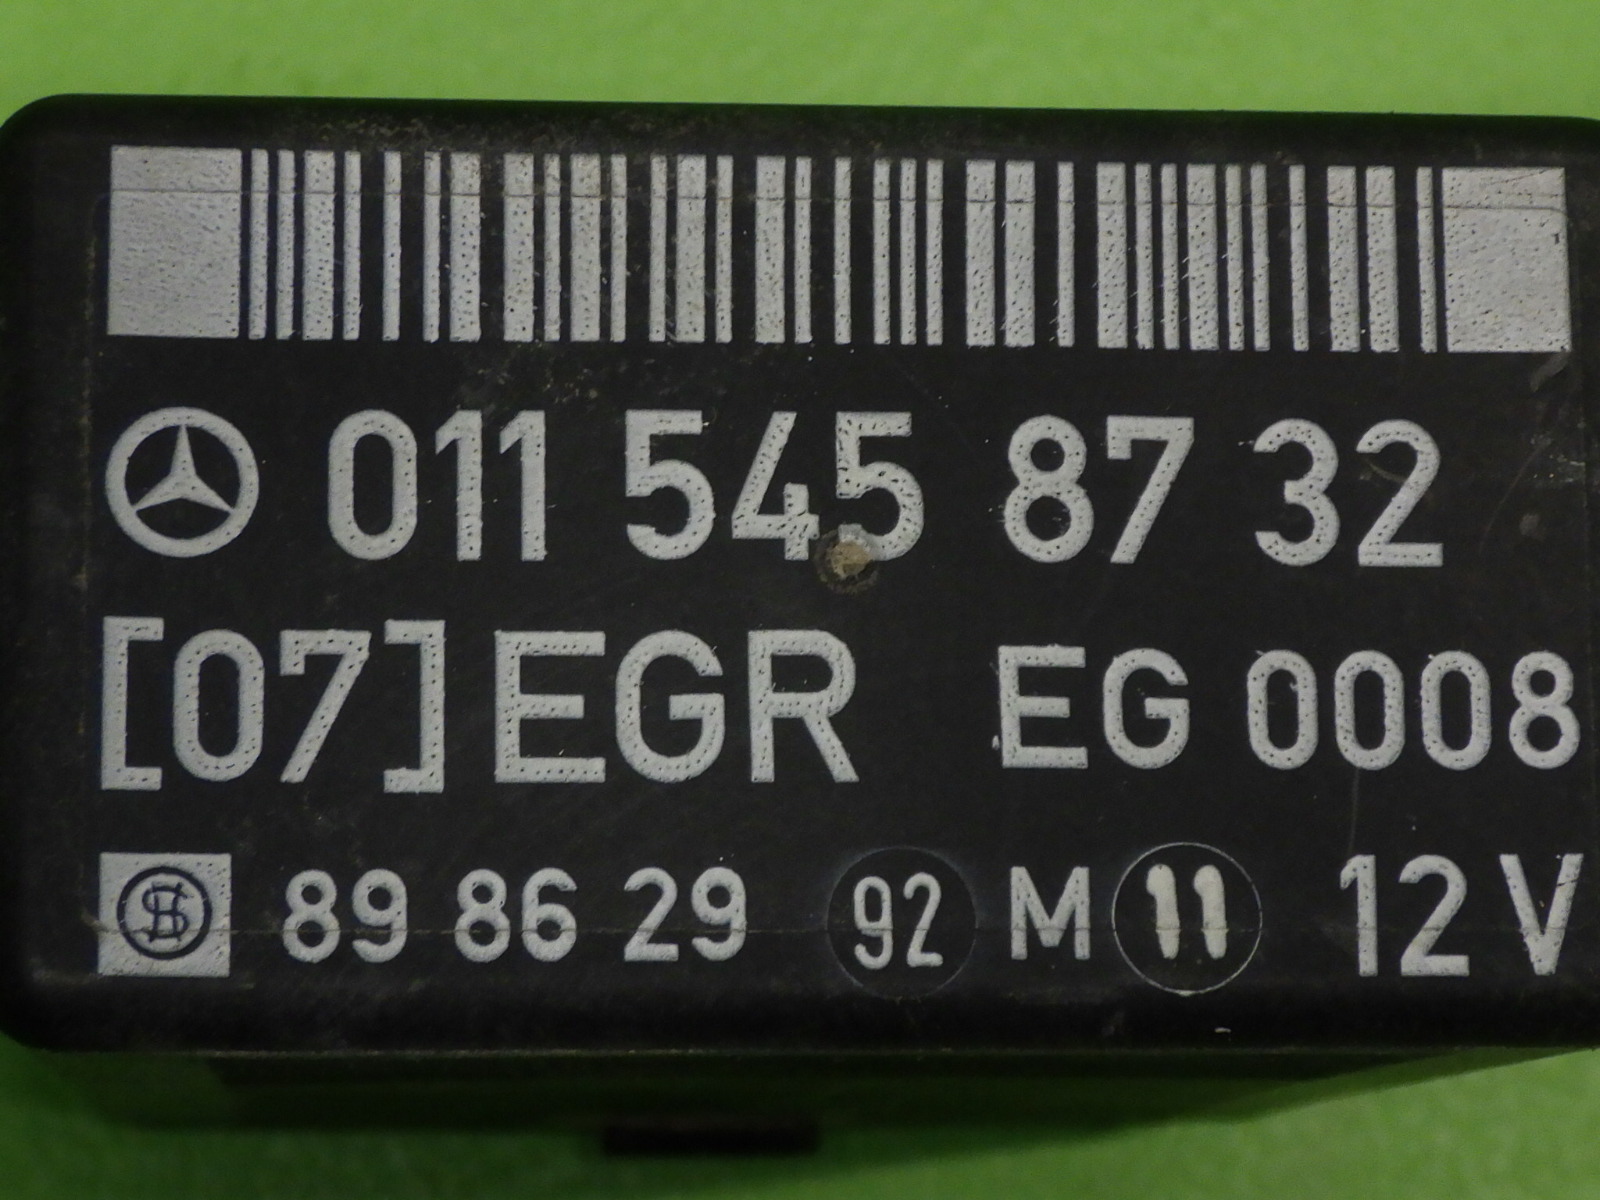 011 545 87 32
[07] EGR EG 0008
89 86 29 92 M 11 12 V